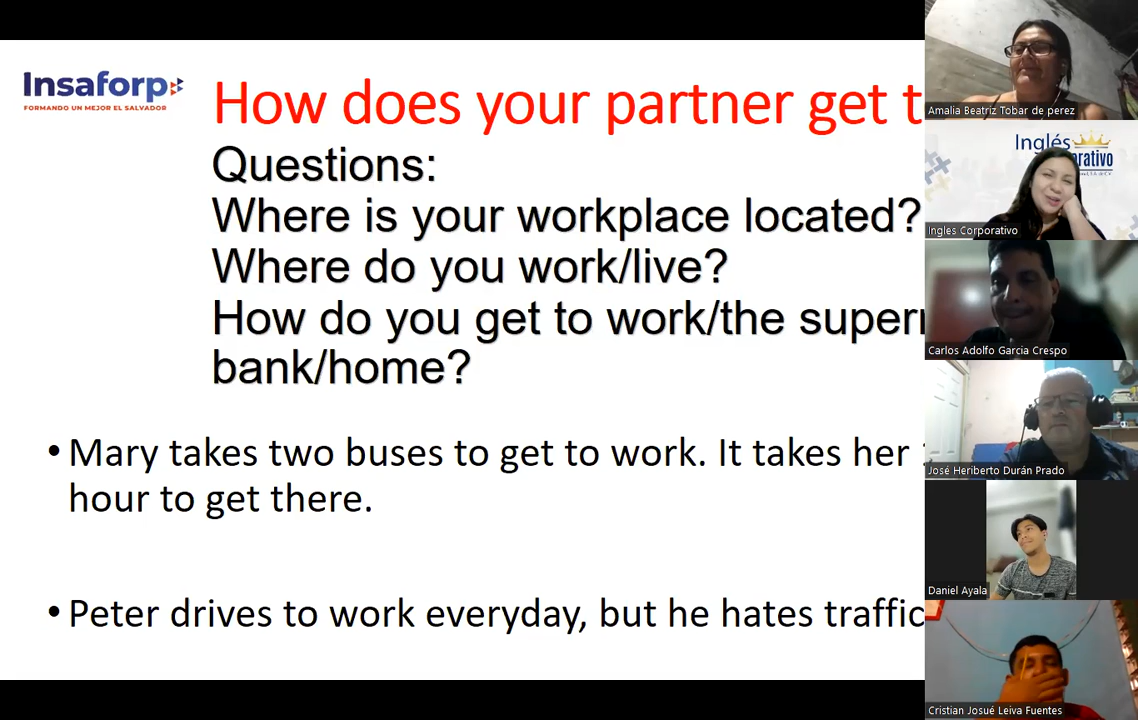 Insaforp
FORMANDO UN MEJOR EL SALVADOR
How does your partner get t
Questions:
Where is your workplace located?
Where do you work/live?
How do you get to work/the super
bank/home?
• Mary takes two buses to get to work. It takes her
hour to get there.
• Peter drives to work everyday, but he hates traffic
Amalia Beatriz Tobar de perez
Inglés
rativo
Ingles Corporativo
Carlos Adolfo Garcia Crespo
José Heriberto Durán Prado
Daniel Ayala
Cristian Josué Leiva Fuentes